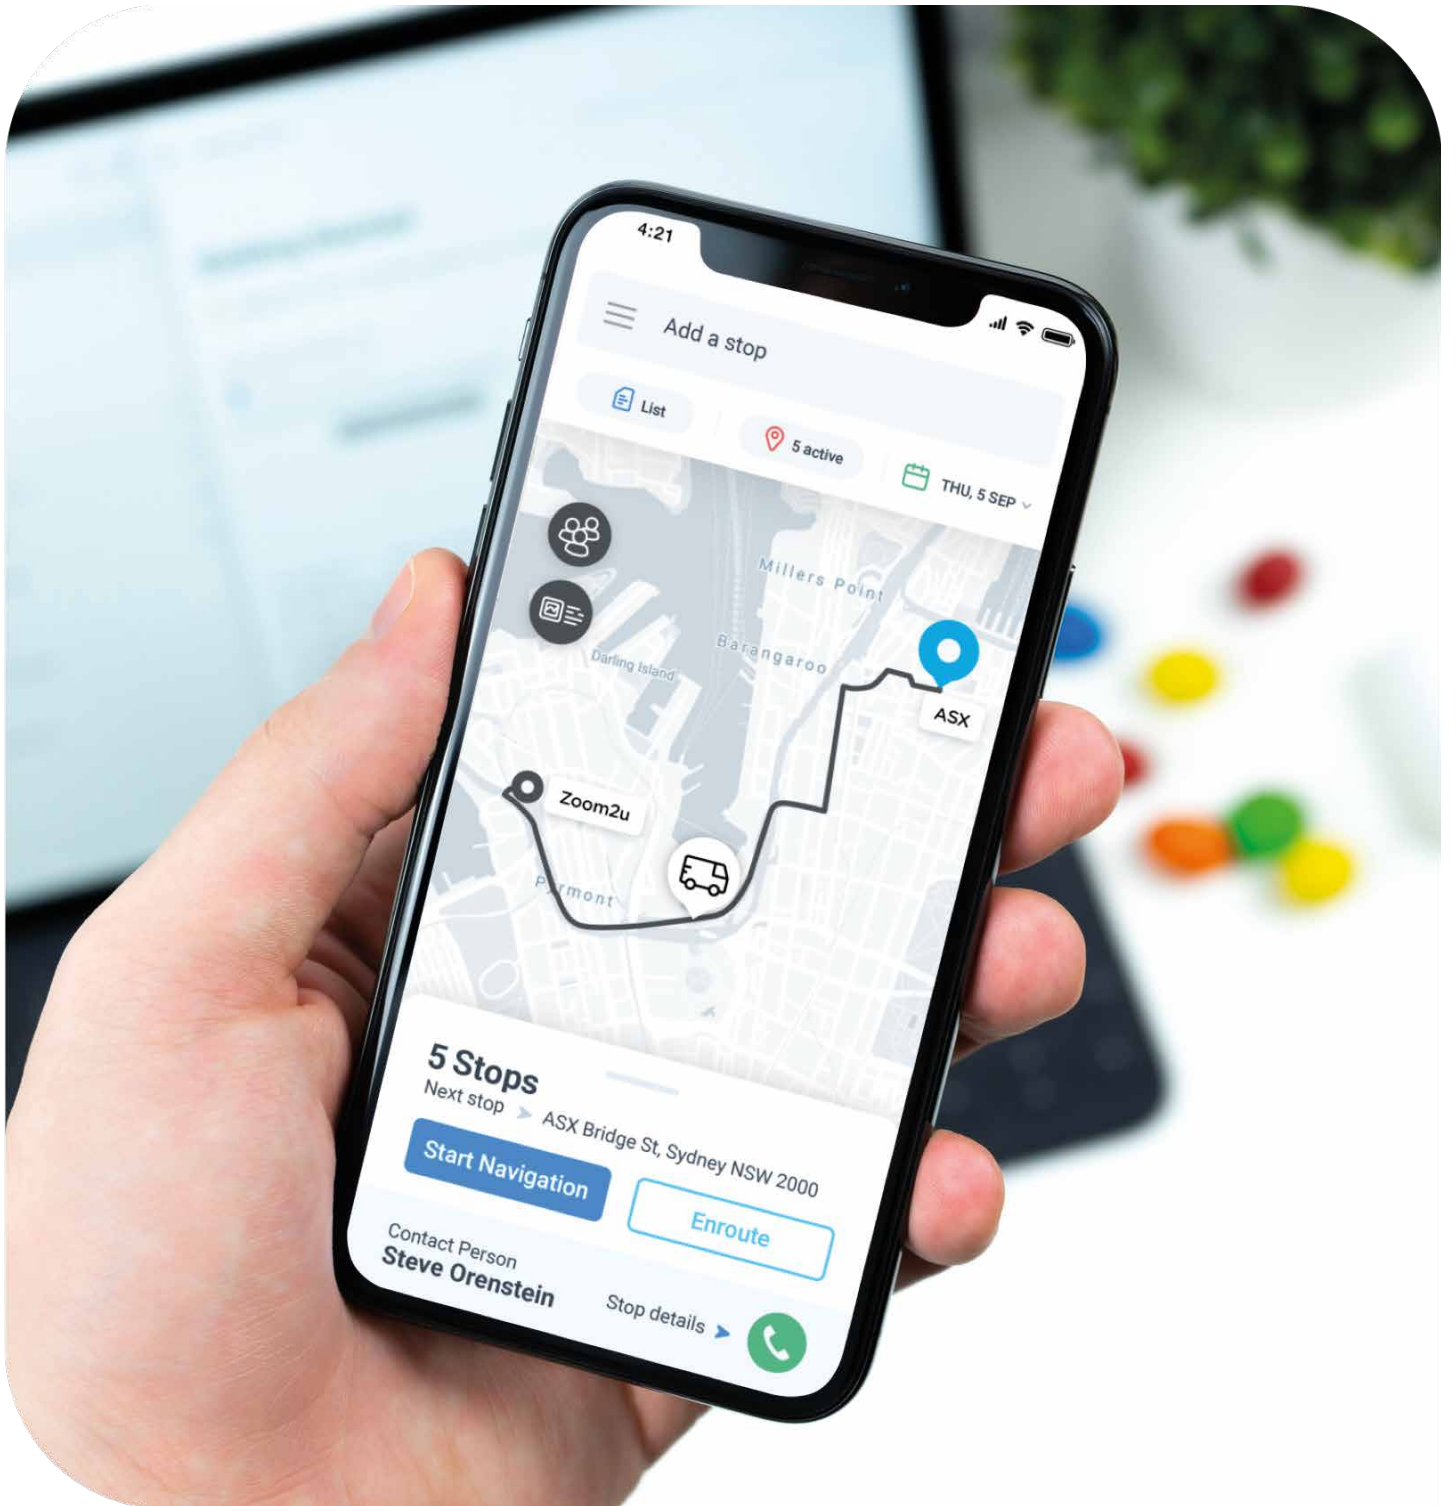 4:21
Add a stop
List
5 active
THU, 5 SEP
Millers Point
Barangaroo
Darling Island
ASX
Zoom2u
Pyrmont
5 Stops
Next stop ASX Bridge St, Sydney NSW 2000
Start Navigation
Enroute
Contact Person
Steve Orenstein
Stop details